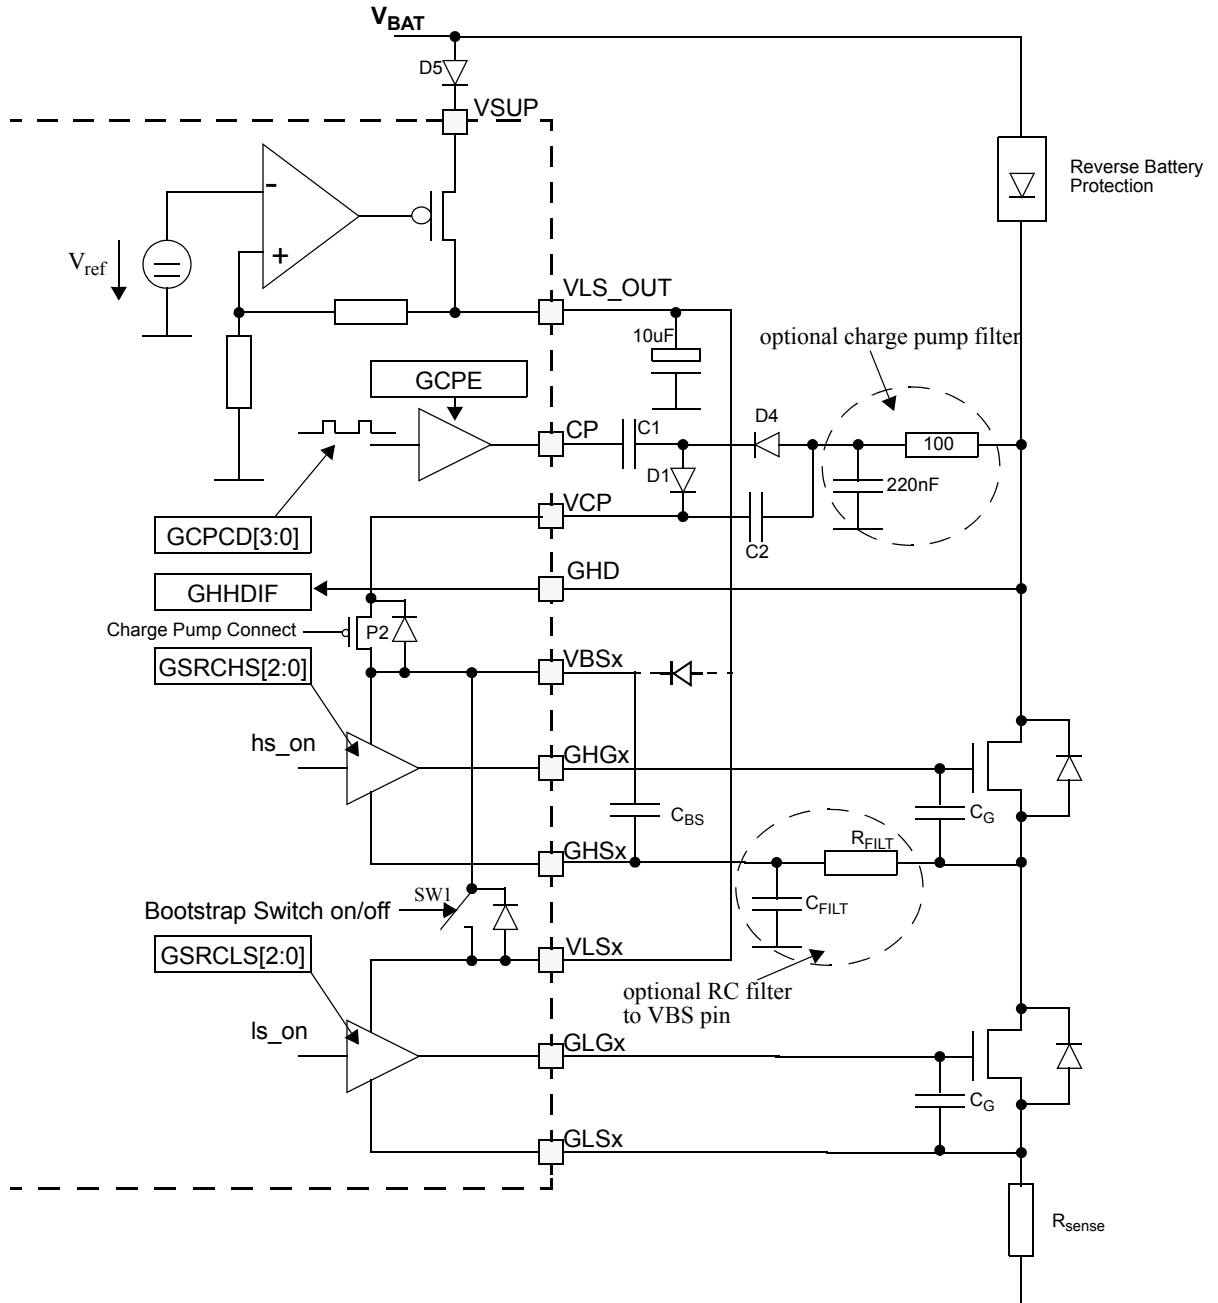 VBAT
D5
VSUP
Reverse Battery
Protection
-
+
Vref
VLS_OUT
10uF
optional charge pump filter
GCPE
CP
C1
D4
100
D1
220nF
VCP
C2
GCPCD[3:0]
GHD
GHHDIF
Charge Pump Connect
P2
VBSx
GSRCHS[2:0]
hs_on
GHGx
CBS
CG
RFILT
GHSx
SW1
CFILT
Bootstrap Switch on/off
VLSx
GSRCLS[2:0]
optional RC filter
to VBS pin
ls_on
GLGx
CG
GLSx
Rsense